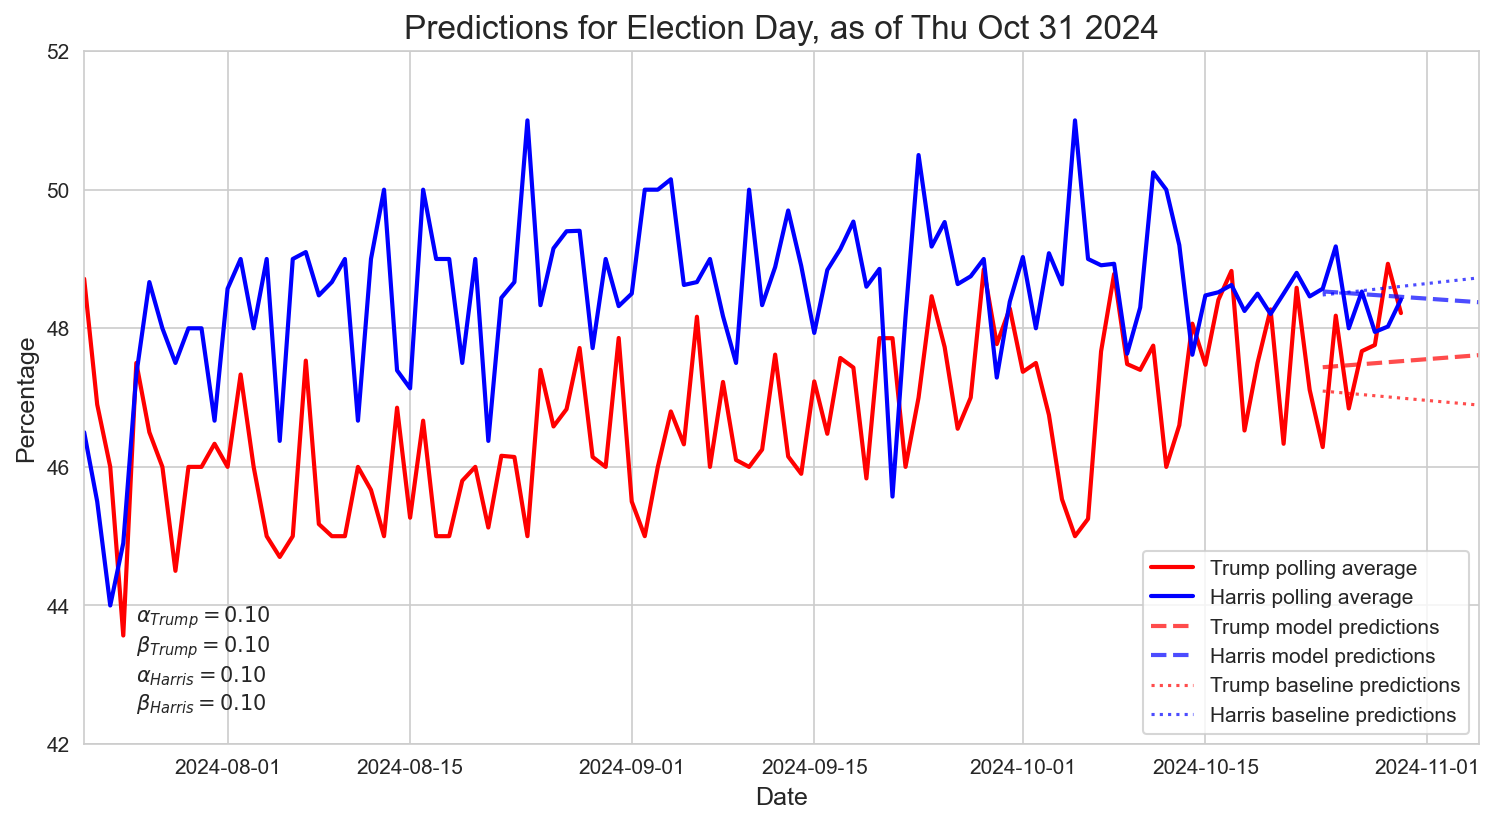 Predictions for Election Day, as of Thu Oct 31 2024
52
50
48
46
44
42
Percentage
α_Trump = 0.10
β_Trump = 0.10
α_Harris = 0.10
β_Harris = 0.10
Trump polling average
Harris polling average
Trump model predictions
Harris model predictions
Trump baseline predictions
Harris baseline predictions
2024-08-01 2024-08-15 2024-09-01 2024-09-15 2024-10-01 2024-10-15 2024-11-01
Date